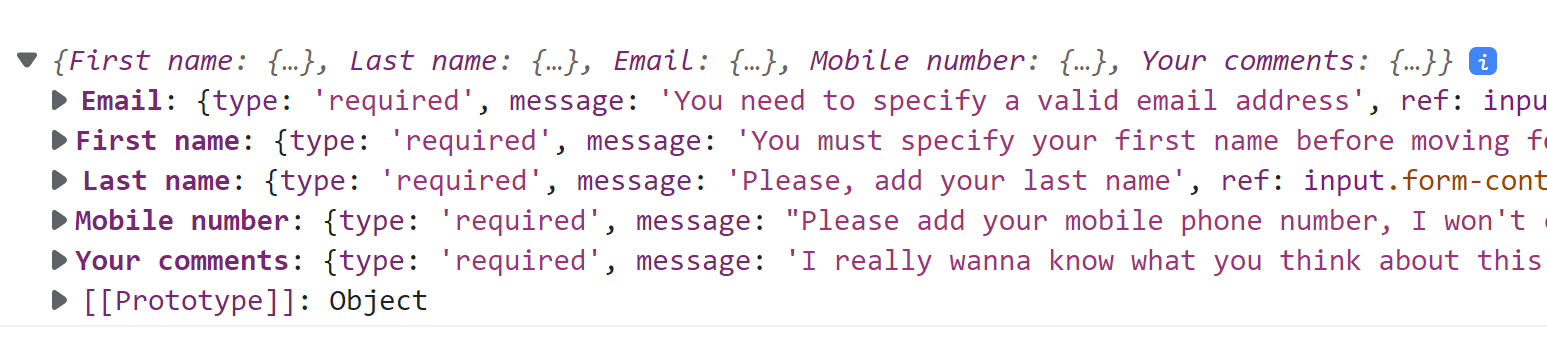 {First name: {…}, Last name: {…}, Email: {…}, Mobile number: {…}, Your comments: {…}} i
Email: {type: 'required', message: 'You need to specify a valid email address', ref: inpu
First name: {type: 'required', message: 'You must specify your first name before moving fo
Last name: {type: 'required', message: 'Please, add your last name', ref: input.form-cont
Mobile number: {type: 'required', message: "Please add your mobile phone number, I won't
Your comments: {type: 'required', message: 'I really wanna know what you think about this
[[Prototype]]: Object